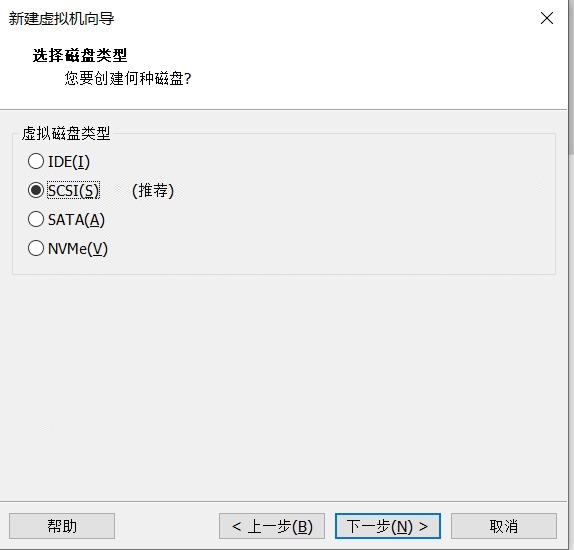 新建虚拟机向导
选择磁盘类型
您要创建何种磁盘?
虚拟磁盘类型
IDE(I)
SCSI(S) (推荐)
SATA(A)
NVMe(V)
帮助 < 上一步(B) 下一步(N) > 取消